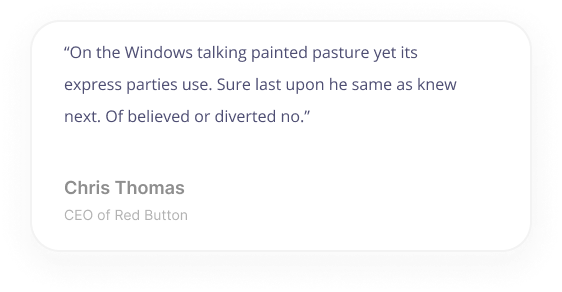 “On the Windows talking painted pasture yet its
express parties use. Sure last upon he same as knew
next. Of believed or diverted no.”
Chris Thomas
CEO of Red Button